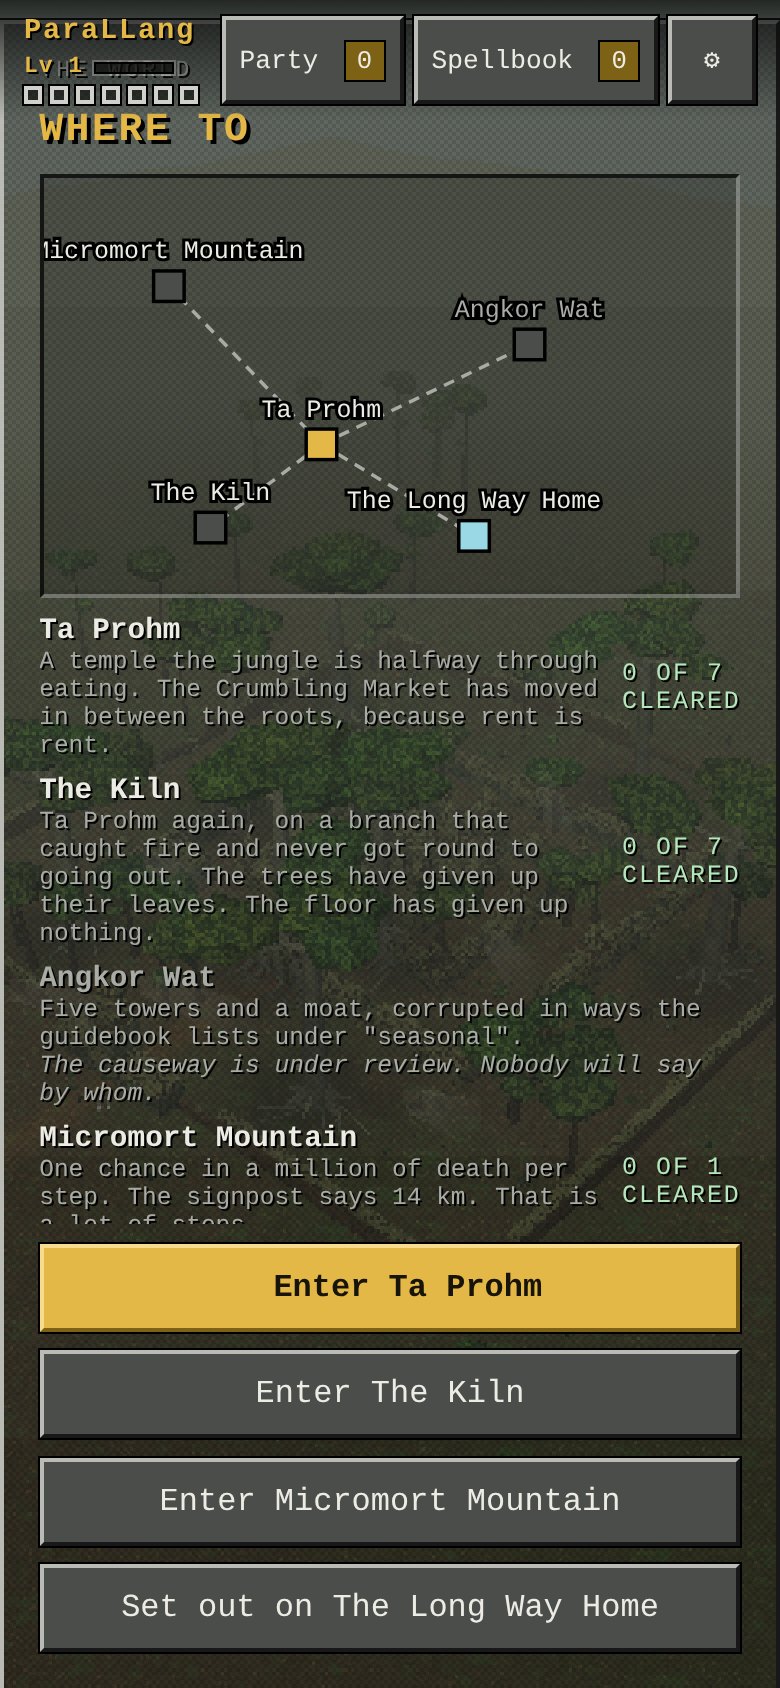 ParaLLang
Party 0
Spellbook 0
⚙
Lv 1
THE WORLD
WHERE TO
Micromort Mountain
Angkor Wat
Ta Prohm
The Kiln
The Long Way Home
Ta Prohm
A temple the jungle is halfway through
eating. The Crumbling Market has moved
in between the roots, because rent is
rent.
0 OF 7
CLEARED
The Kiln
Ta Prohm again, on a branch that
caught fire and never got round to
going out. The trees have given up
their leaves. The floor has given up
nothing.
0 OF 7
CLEARED
Angkor Wat
Five towers and a moat, corrupted in ways the
guidebook lists under "seasonal".
The causeway is under review. Nobody will say
by whom.
Micromort Mountain
One chance in a million of death per
step. The signpost says 14 km. That is
a lot of steps
0 OF 1
CLEARED
Enter Ta Prohm
Enter The Kiln
Enter Micromort Mountain
Set out on The Long Way Home